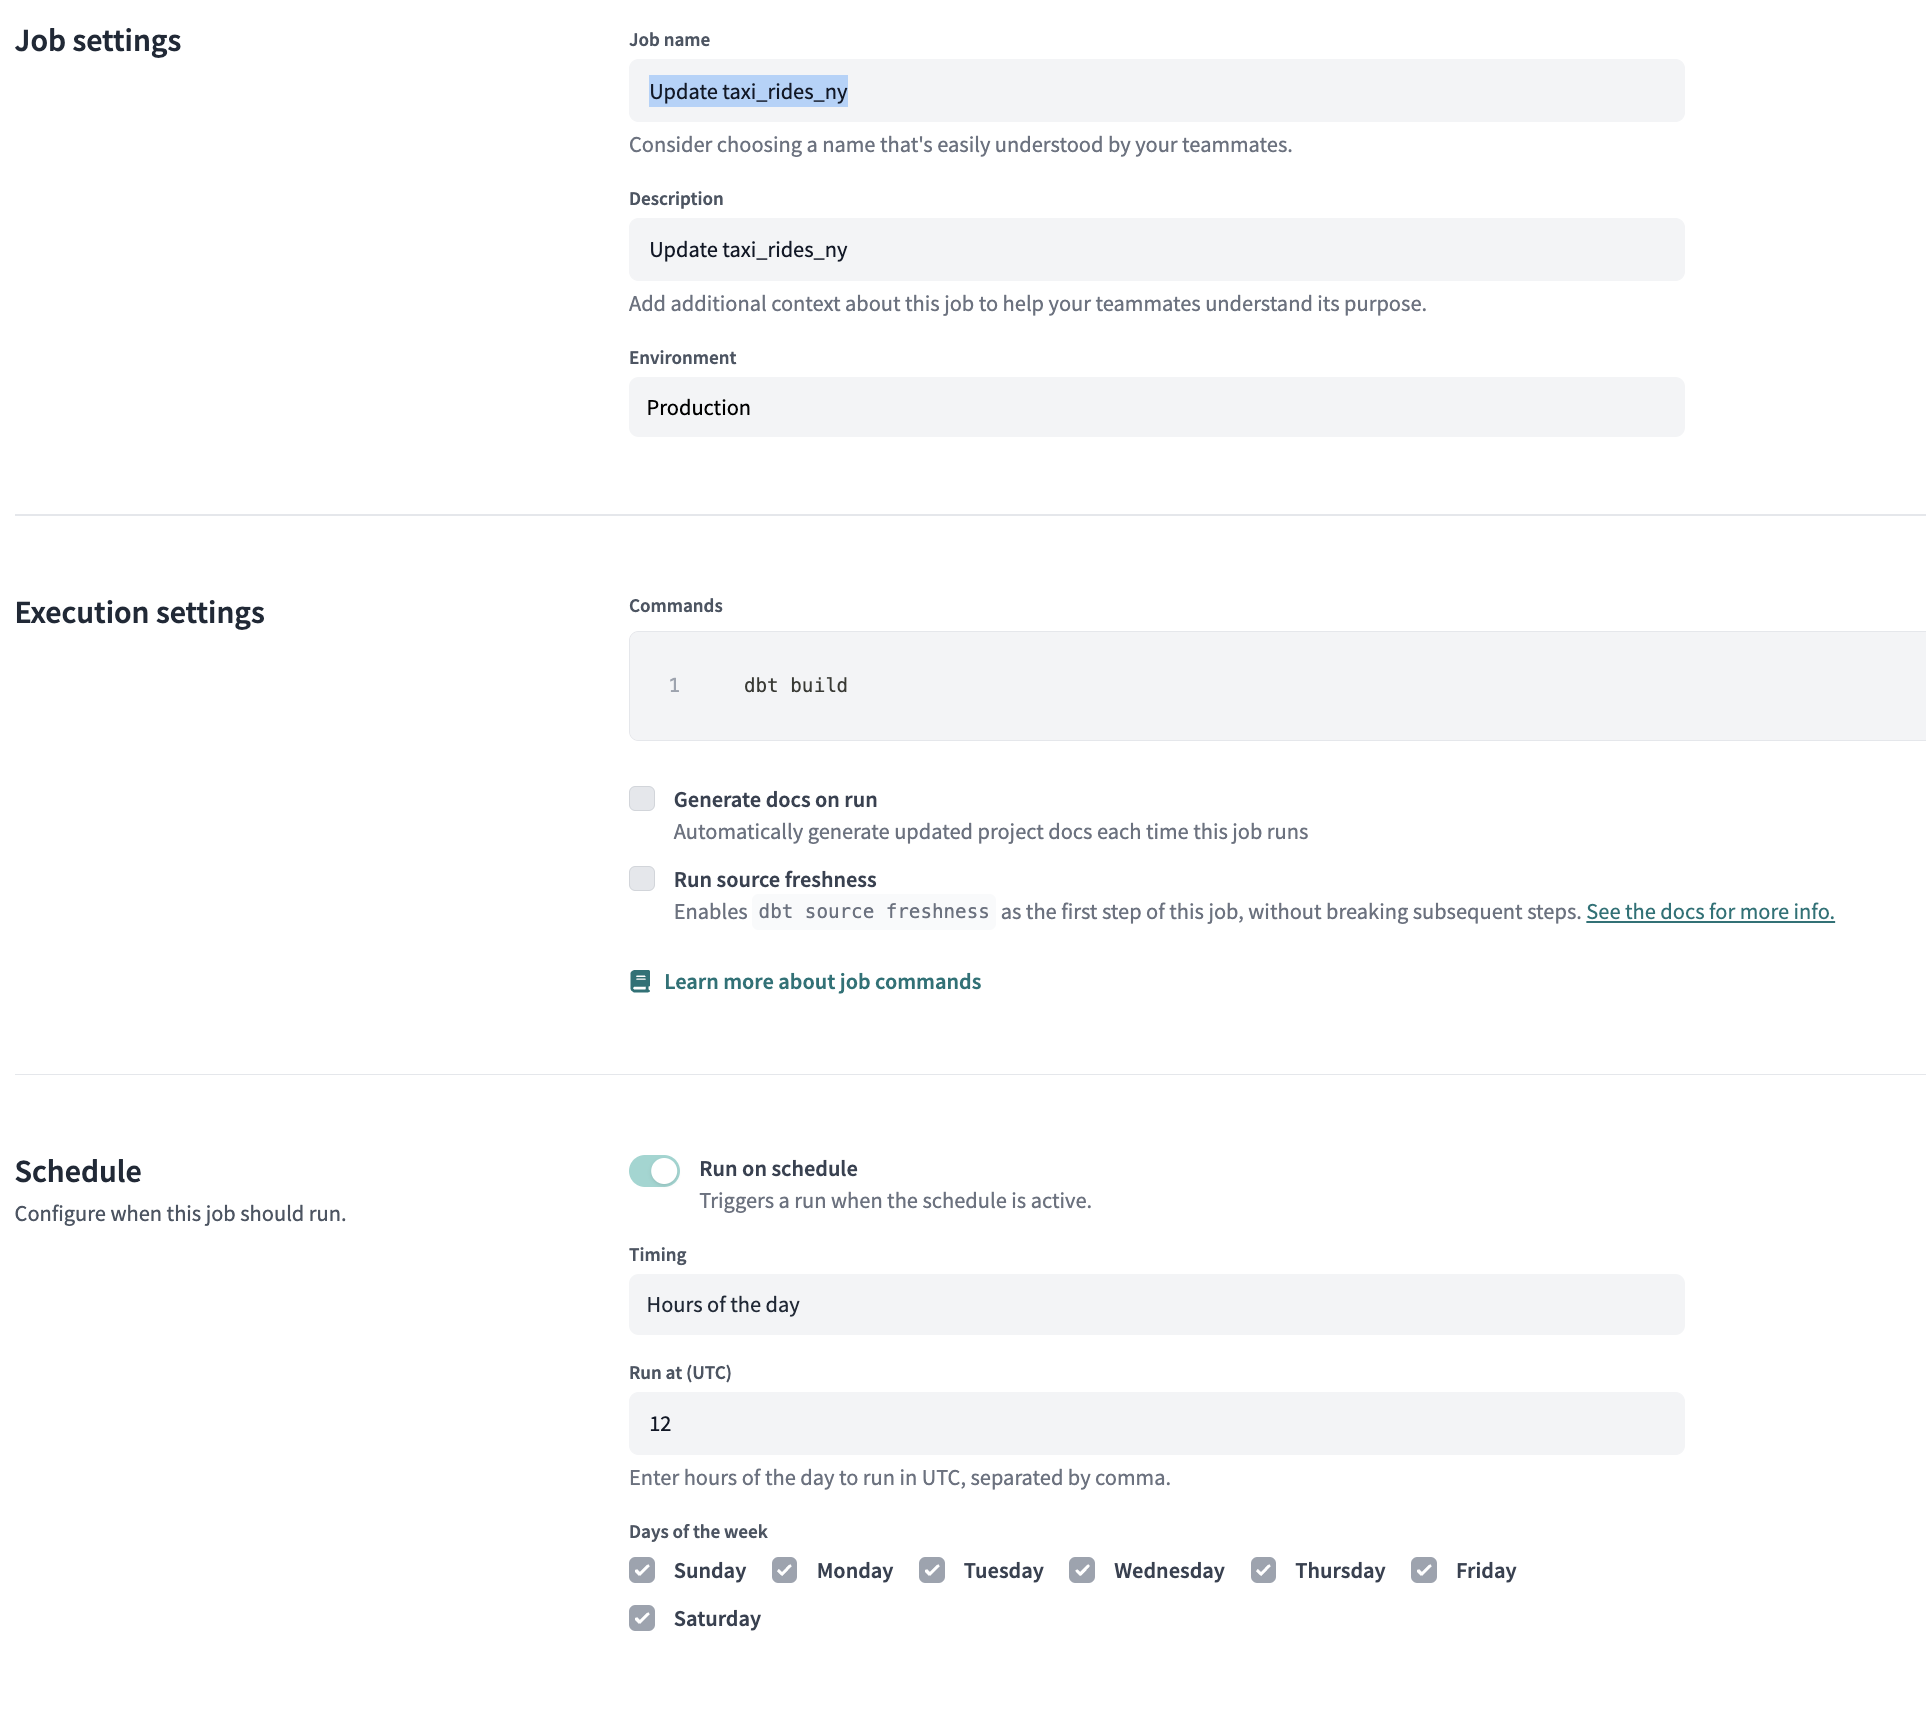 Job settings
Job name
Update taxi_rides_ny
Consider choosing a name that's easily understood by your teammates.
Description
Update taxi_rides_ny
Add additional context about this job to help your teammates understand its purpose.
Environment
Production
Execution settings
Commands
1 dbt build
Generate docs on run
Automatically generate updated project docs each time this job runs
Run source freshness
Enables dbt source freshness as the first step of this job, without breaking subsequent steps. See the docs for more info.
Learn more about job commands
Schedule
Configure when this job should run.
Run on schedule
Triggers a run when the schedule is active.
Timing
Hours of the day
Run at (UTC)
12
Enter hours of the day to run in UTC, separated by comma.
Days of the week
Sunday Monday Tuesday Wednesday Thursday Friday
Saturday